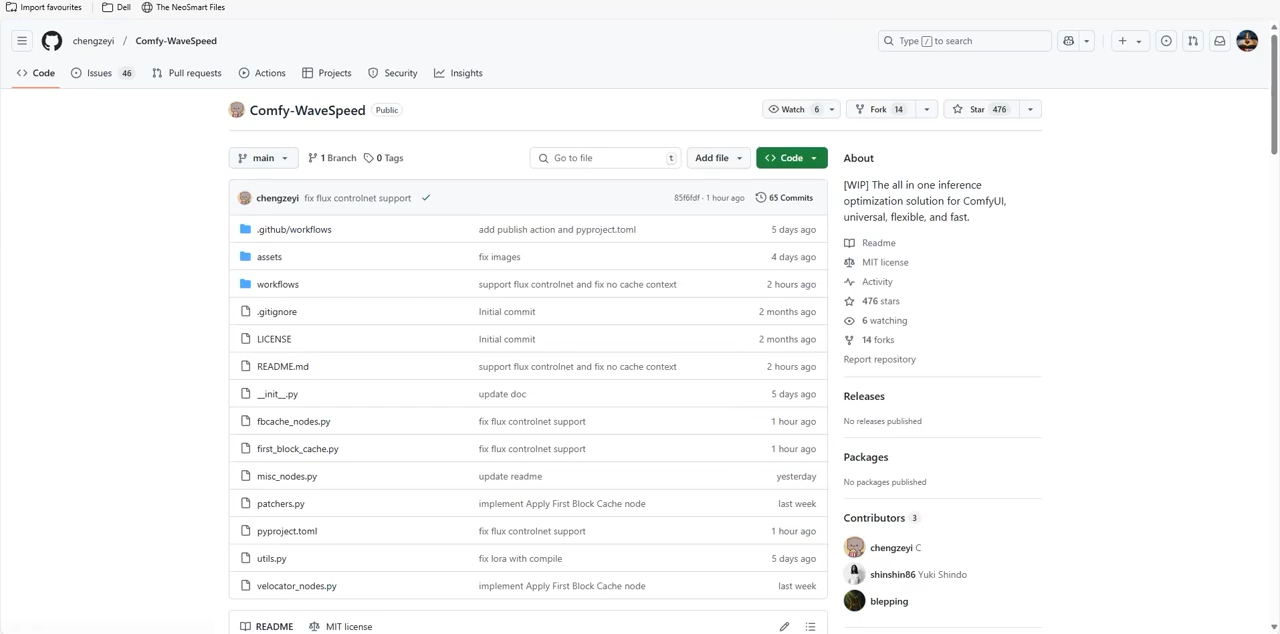 Import favourites Dell The NeoSmart Files
chengzeyi / Comfy-WaveSpeed Type / to search
Code Issues 46 Pull requests Actions Projects Security Insights
Comfy-WaveSpeed Public Watch 6 Fork 14 Star 476
main 1 Branch 0 Tags Go to file t Add file Code
chengzeyi fix flux controlnet support 85f6fdf · 1 hour ago 65 Commits
.github/workflows add publish action and pyproject.toml 5 days ago
assets fix images 4 days ago
workflows support flux controlnet and fix no cache context 2 hours ago
.gitignore Initial commit 2 months ago
LICENSE Initial commit 2 months ago
README.md support flux controlnet and fix no cache context 2 hours ago
__init__.py update doc 5 days ago
fbcache_nodes.py fix flux controlnet support 1 hour ago
first_block_cache.py fix flux controlnet support 1 hour ago
misc_nodes.py update readme yesterday
patchers.py implement Apply First Block Cache node last week
pyproject.toml fix flux controlnet support 1 hour ago
utils.py fix lora with compile 5 days ago
velocator_nodes.py implement Apply First Block Cache node last week
README MIT license
About
[WIP] The all in one inference
optimization solution for ComfyUI,
universal, flexible, and fast.
Readme
MIT license
Activity
476 stars
6 watching
14 forks
Report repository
Releases
No releases published
Packages
No packages published
Contributors 3
chengzeyi C
shinshin86 Yuki Shindo
blepping